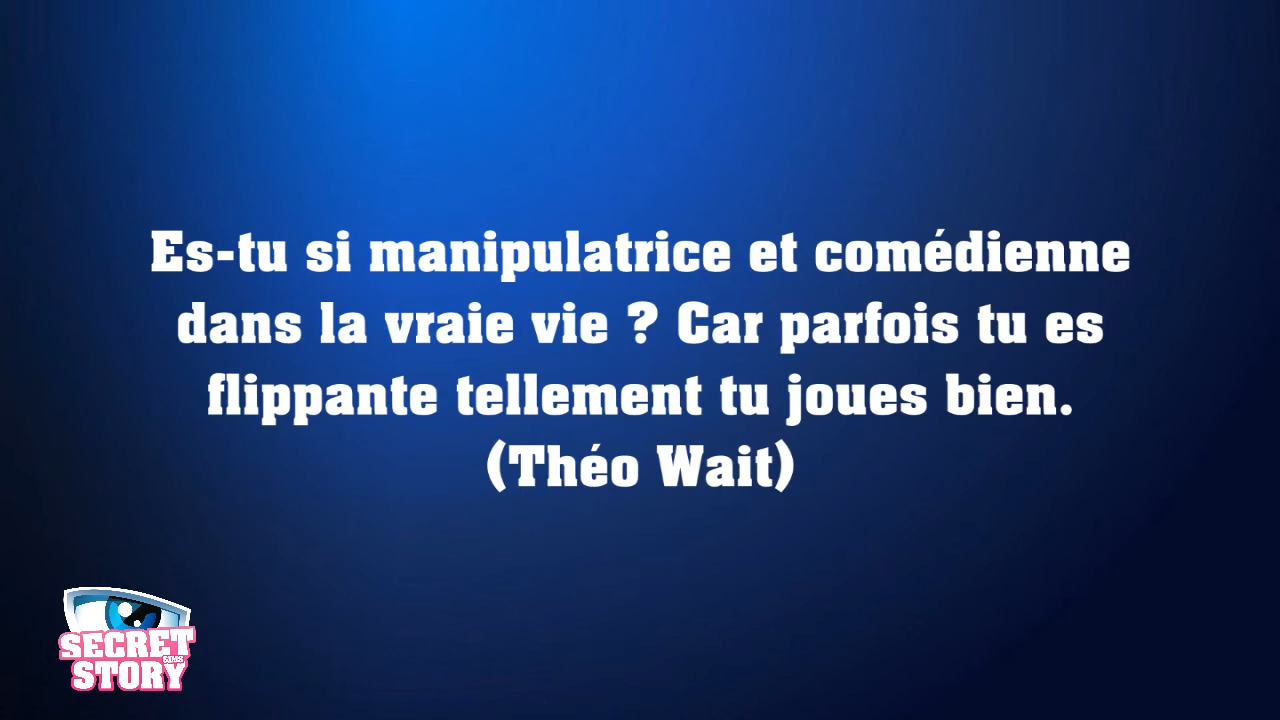 Es-tu si manipulatrice et comédienne
dans la vraie vie ? Car parfois tu es
flippante tellement tu joues bien.
(Théo Wait)
SECRET
SIMS
STORY